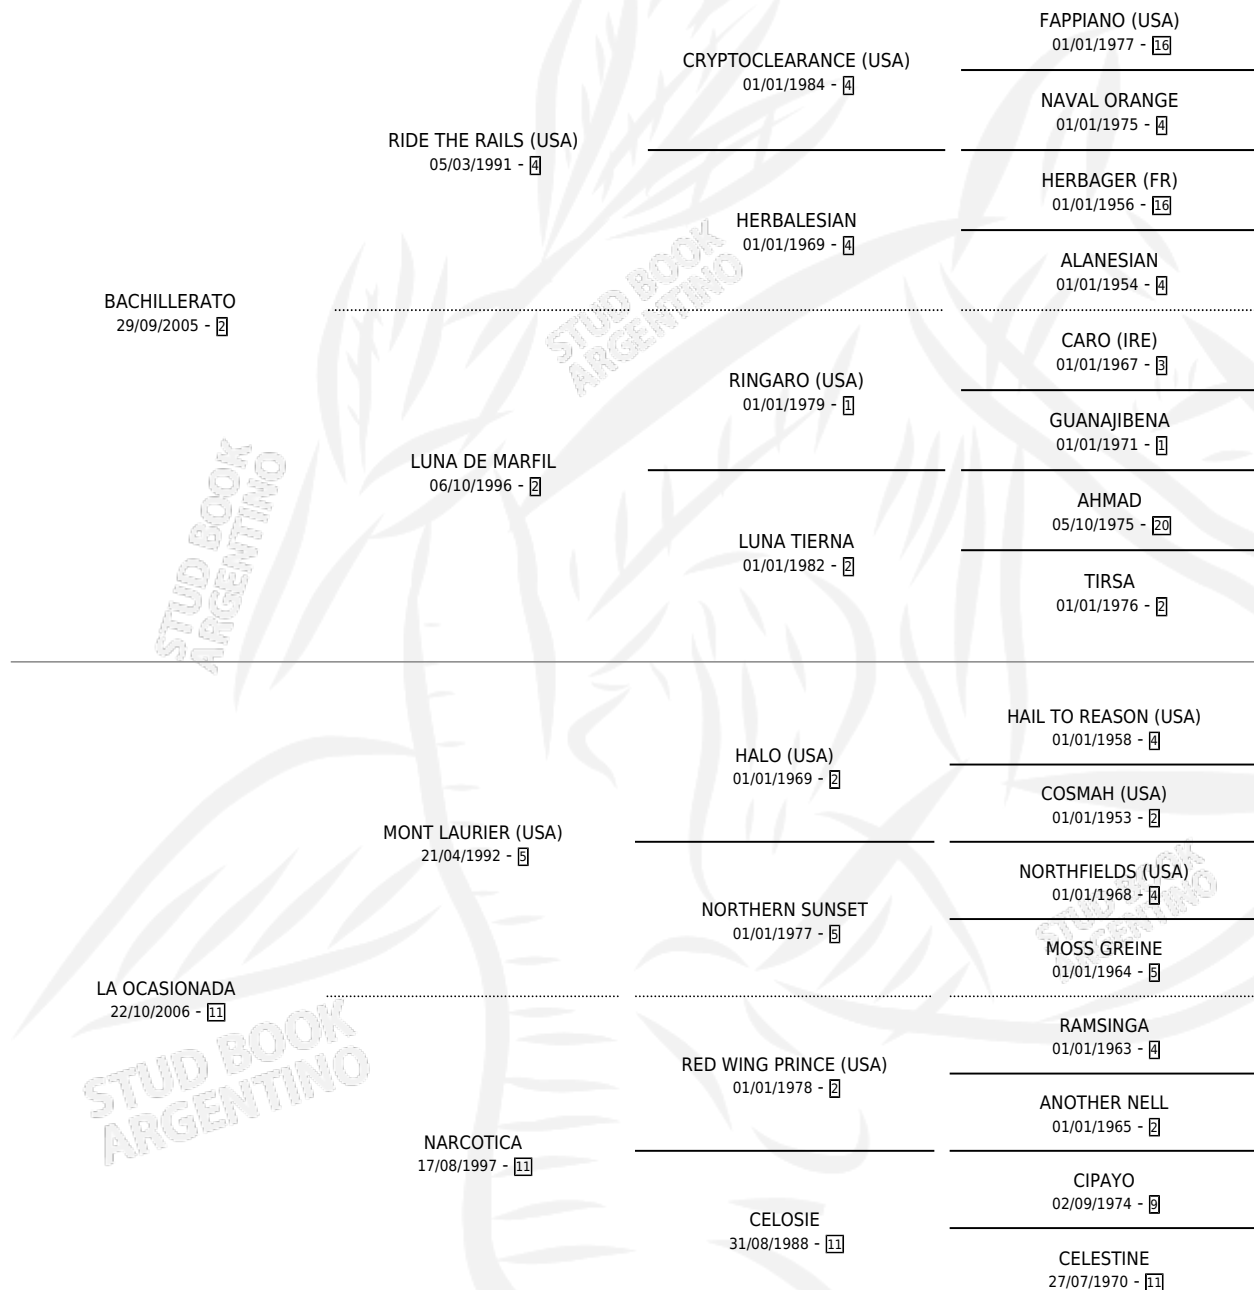 FAPPIANO (USA)
01/01/1977 - 16
CRYPTOCLEARANCE (USA)
01/01/1984 - 4
NAVAL ORANGE
01/01/1975 - 4
RIDE THE RAILS (USA)
05/03/1991 - 4
HERBAGER (FR)
01/01/1956 - 16
HERBALESIAN
01/01/1969 - 4
ALANESIAN
01/01/1954 - 4
BACHILLERATO
29/09/2005 - 2
CARO (IRE)
01/01/1967 - 3
RINGARO (USA)
01/01/1979 - 1
GUANAJIBENA
01/01/1971 - 1
LUNA DE MARFIL
06/10/1996 - 2
AHMAD
05/10/1975 - 20
LUNA TIERNA
01/01/1982 - 2
TIRSA
01/01/1976 - 2
STUD BOOK
ARGENTINO
STUD BOOK
ARGENTINO
HAIL TO REASON (USA)
01/01/1958 - 4
HALO (USA)
01/01/1969 - 2
COSMAH (USA)
01/01/1953 - 2
MONT LAURIER (USA)
21/04/1992 - 5
NORTHFIELDS (USA)
01/01/1968 - 4
NORTHERN SUNSET
01/01/1977 - 5
MOSS GREINE
01/01/1964 - 5
LA OCASIONADA
22/10/2006 - 11
RAMSINGA
01/01/1963 - 4
RED WING PRINCE (USA)
01/01/1978 - 2
ANOTHER NELL
01/01/1965 - 2
NARCOTICA
17/08/1997 - 11
CIPAYO
02/09/1974 - 9
CELOSIE
31/08/1988 - 11
CELESTINE
27/07/1970 - 11
STUD BOOK
ARGENTINO
STUD BOOK
ARGENTINO